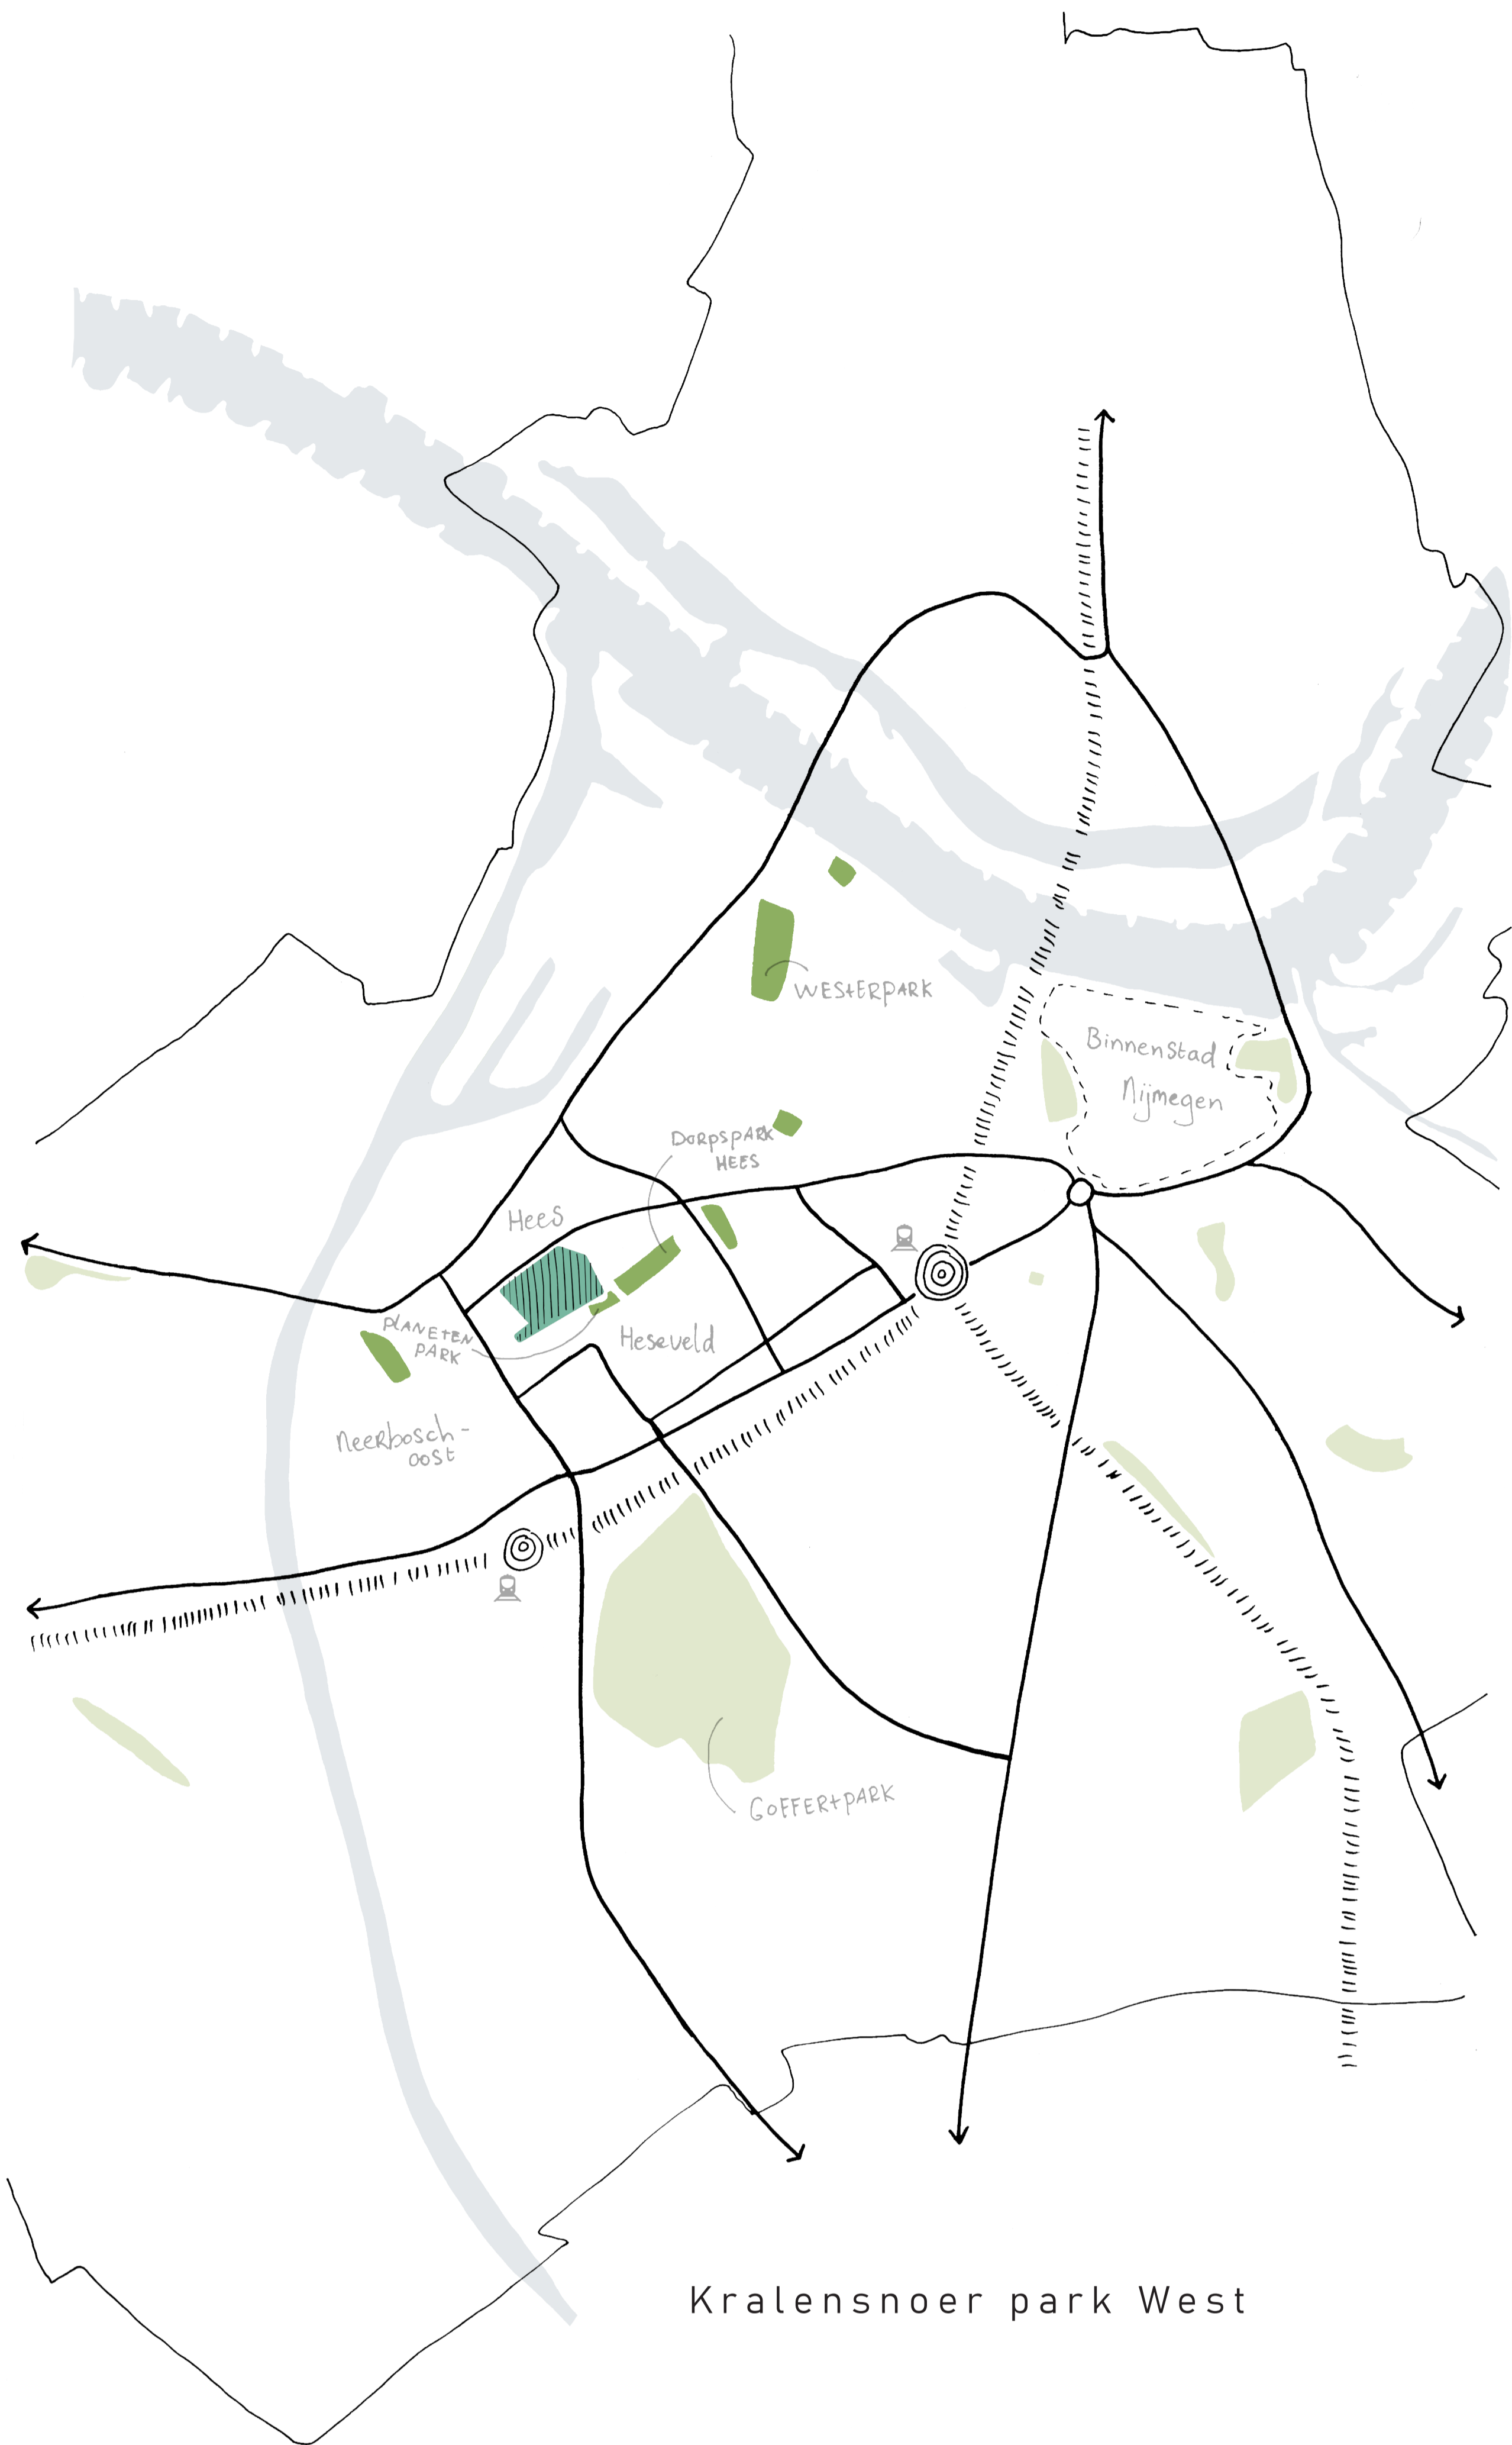 WESTERPARK
Binnenstad
Nijmegen
DORPSPARK
HEES
Hees
PLANETEN
PARK
Heseveld
Neerbosch-
oost
GOFFERTPARK
Kralensnoer park West